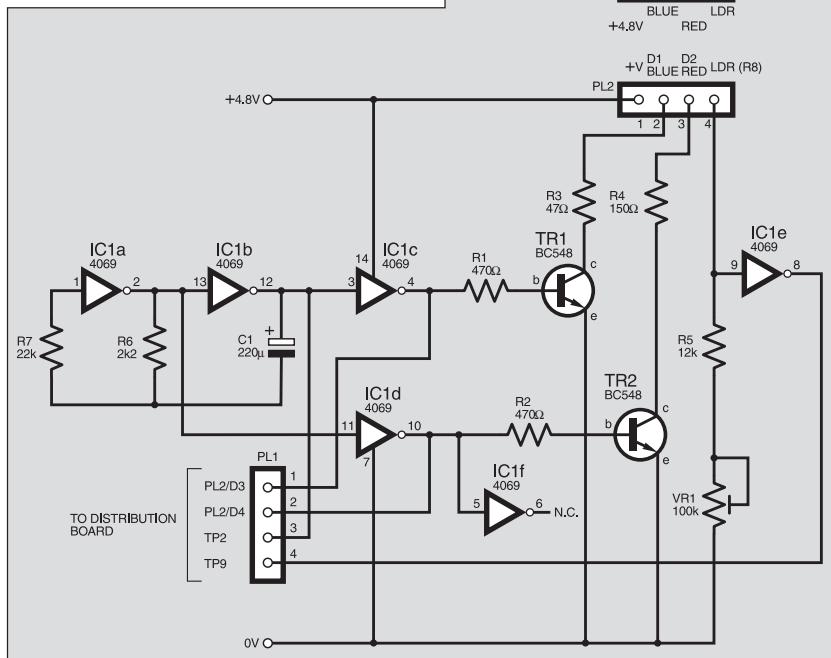 BLUE LDR
+4.8V RED
D1 D2
+V BLUE RED LDR (R8)
PL2
1 2 3 4
+4.8V
R3
47Ω
R4
150Ω
IC1a
4069
1 2
IC1b
4069
13 12
14
IC1c
4069
3 4
R1
470Ω
TR1
BC548
b c e
IC1e
4069
9 8
R7
22k
R6
2k2
+
C1
220µ
R5
12k
IC1d
4069
11 10
7
R2
470Ω
TR2
BC548
b c e
IC1f
4069
5 6 N.C.
VR1
100k
PL1
TO DISTRIBUTION
BOARD
PL2/D3 1
PL2/D4 2
TP2 3
TP9 4
0V